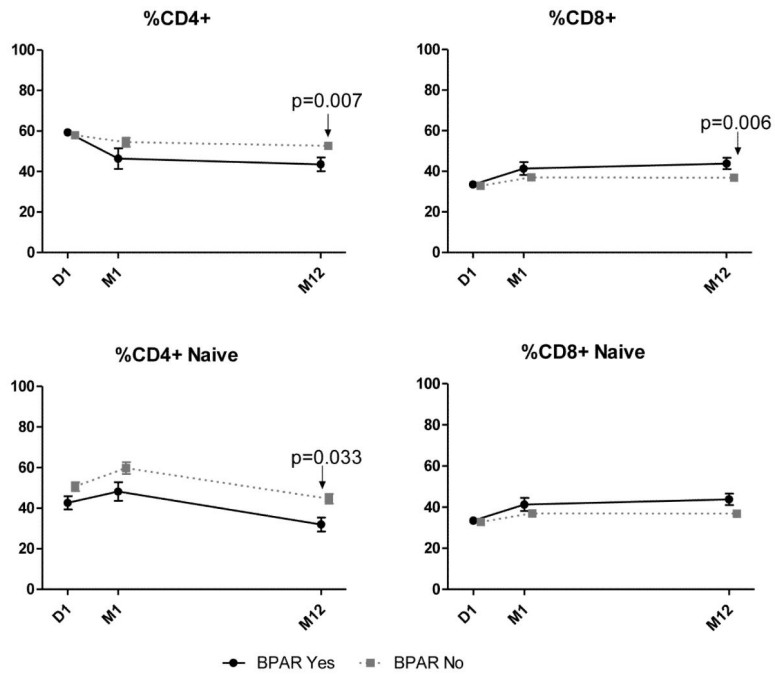 %CD4+
100
80
60
40
20
0
p=0.007
D1
M1
M12
%CD8+
100
80
60
40
20
0
p=0.006
D1
M1
M12
%CD4+ Naive
100
80
60
40
20
0
p=0.033
D1
M1
M12
%CD8+ Naive
100
80
60
40
20
0
D1
M1
M12
BPAR Yes BPAR No